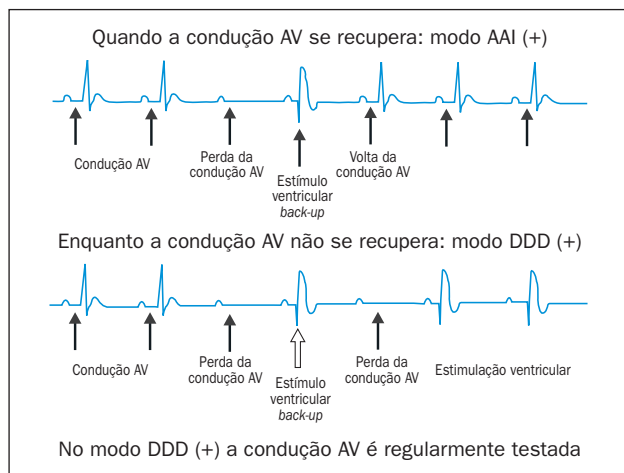 Quando a condução AV se recupera: modo AAI (+)
Condução AV
Perda da
condução AV
Estímulo
ventricular
back-up
Volta da
condução AV
Enquanto a condução AV não se recupera: modo DDD (+)
Condução AV
Perda da
condução AV
Estímulo
ventricular
back-up
Perda da
condução AV
Estimulação ventricular
No modo DDD (+) a condução AV é regularmente testada